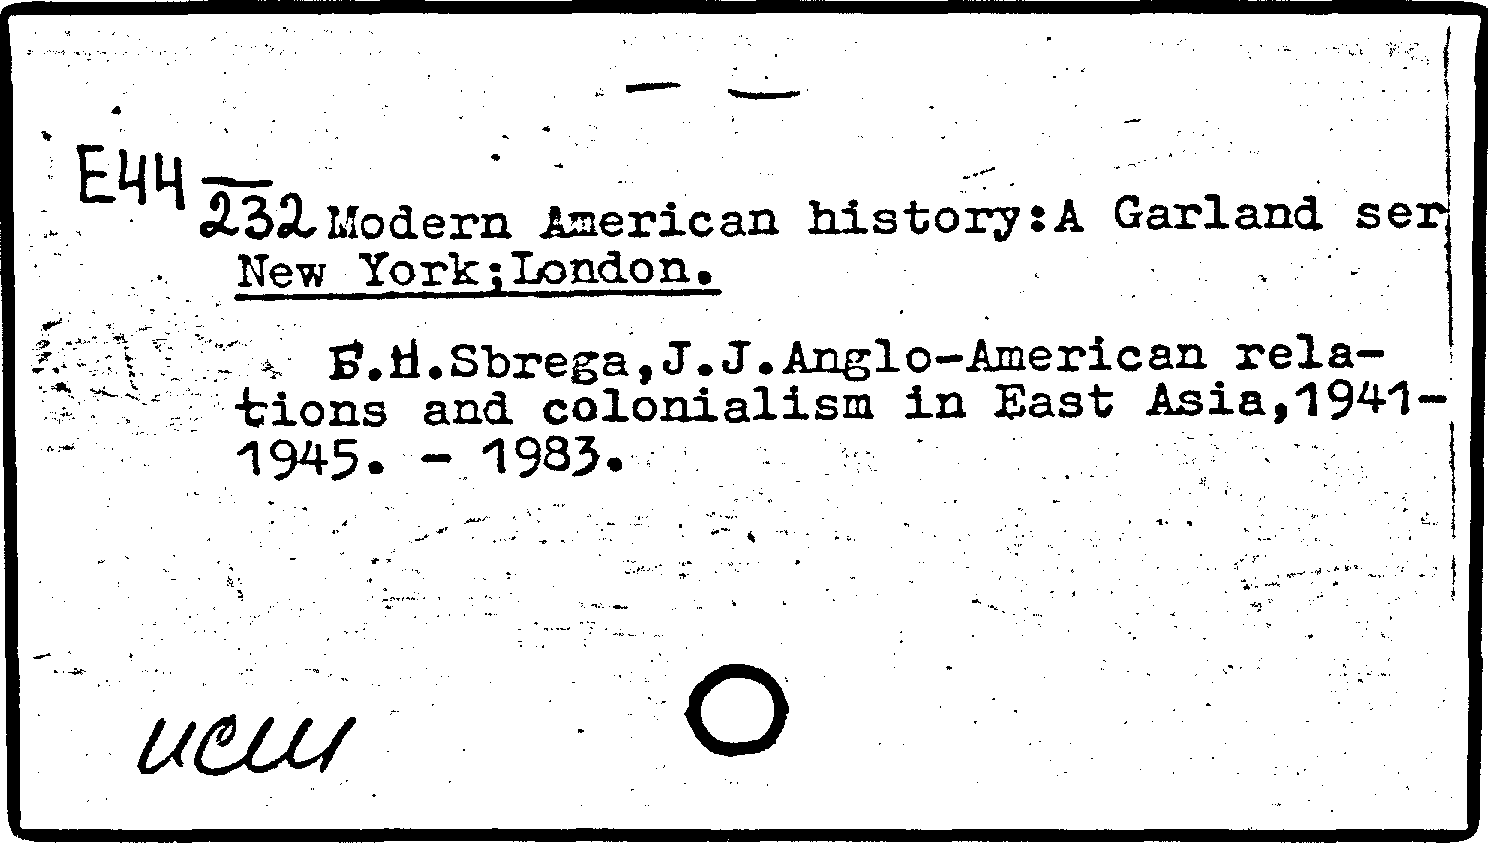 E44
232 Modern American history:A Garland ser
New York;London.
Б.Н.Sbrega,J.J.Anglo-American rela-
tions and colonialism in East Asia,1941-
1945. - 1983.